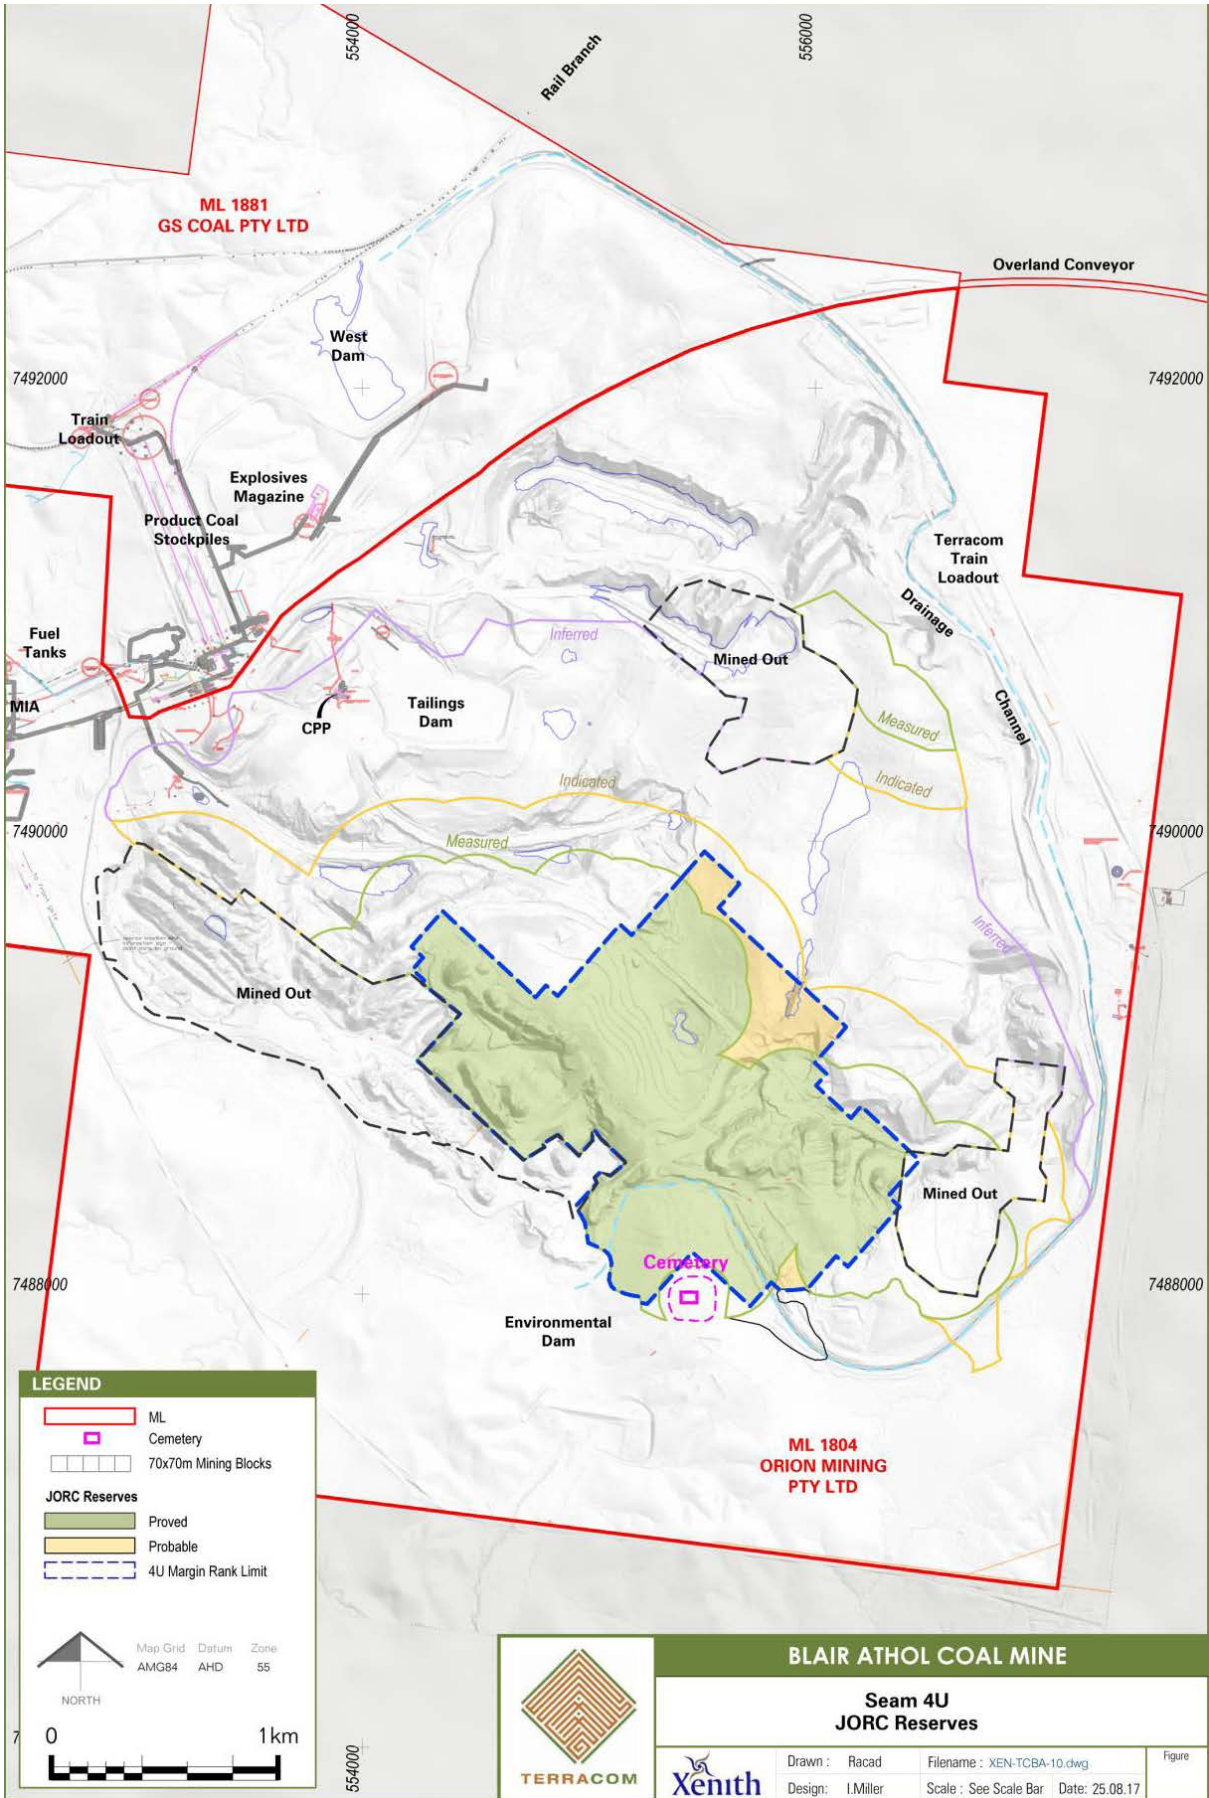 554000
556000
Rail Branch
ML 1881
GS COAL PTY LTD
Overland Conveyor
West
Dam
7492000
7492000
Train
Loadout
Explosives
Magazine
Product Coal
Stockpiles
Terracom
Train
Loadout
Drainage
Channel
Fuel
Tanks
Inferred
Mined Out
MIA
CPP
Tailings
Dam
Measured
Indicated
Indicated
7490000
7490000
Measured
Inferred
Mined Out
Mined Out
Cemetery
7488000
7488000
Environmental
Dam
ML 1804
ORION MINING
PTY LTD
LEGEND
ML
Cemetery
70x70m Mining Blocks
JORC Reserves
Proved
Probable
4U Margin Rank Limit
Map Grid Datum Zone
AMG84 AHD 55
NORTH
0 1km
554000
TERRACOM
BLAIR ATHOL COAL MINE
Seam 4U
JORC Reserves
Xenith
Drawn : Racad
Filename : XEN-TCBA-10.dwg
Figure
Design: I.Miller
Scale : See Scale Bar
Date: 25.08.17